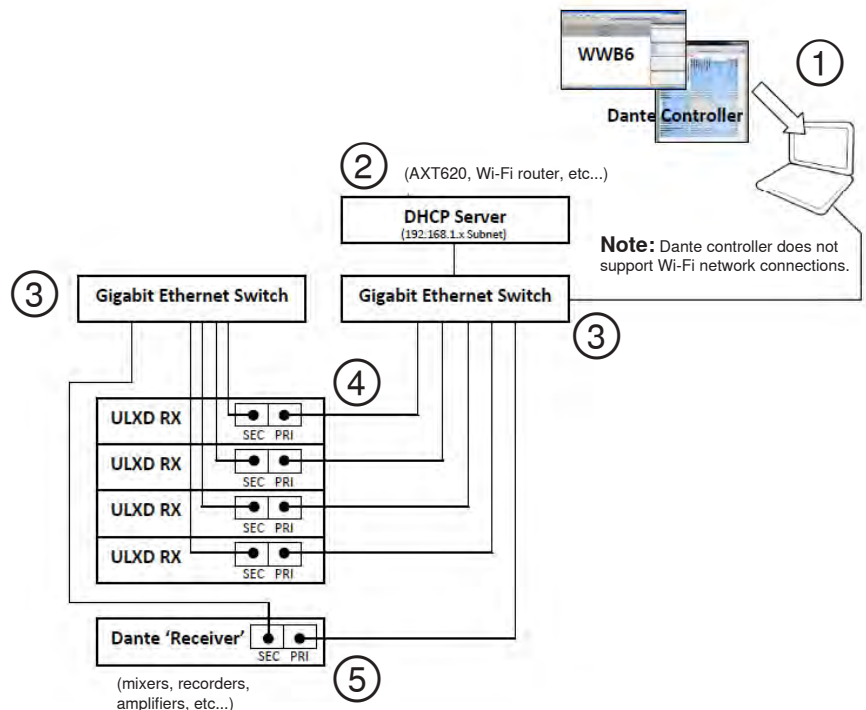 WWB6
Dante Controller
1
2
(AXT620, Wi-Fi router, etc...)
DHCP Server
(192.168.1.x Subnet)
Note: Dante controller does not
support Wi-Fi network connections.
3
Gigabit Ethernet Switch
Gigabit Ethernet Switch
3
4
ULXD RX
SEC PRI
ULXD RX
SEC PRI
ULXD RX
SEC PRI
ULXD RX
SEC PRI
Dante ‘Receiver’
SEC PRI
5
(mixers, recorders,
amplifiers, etc...)